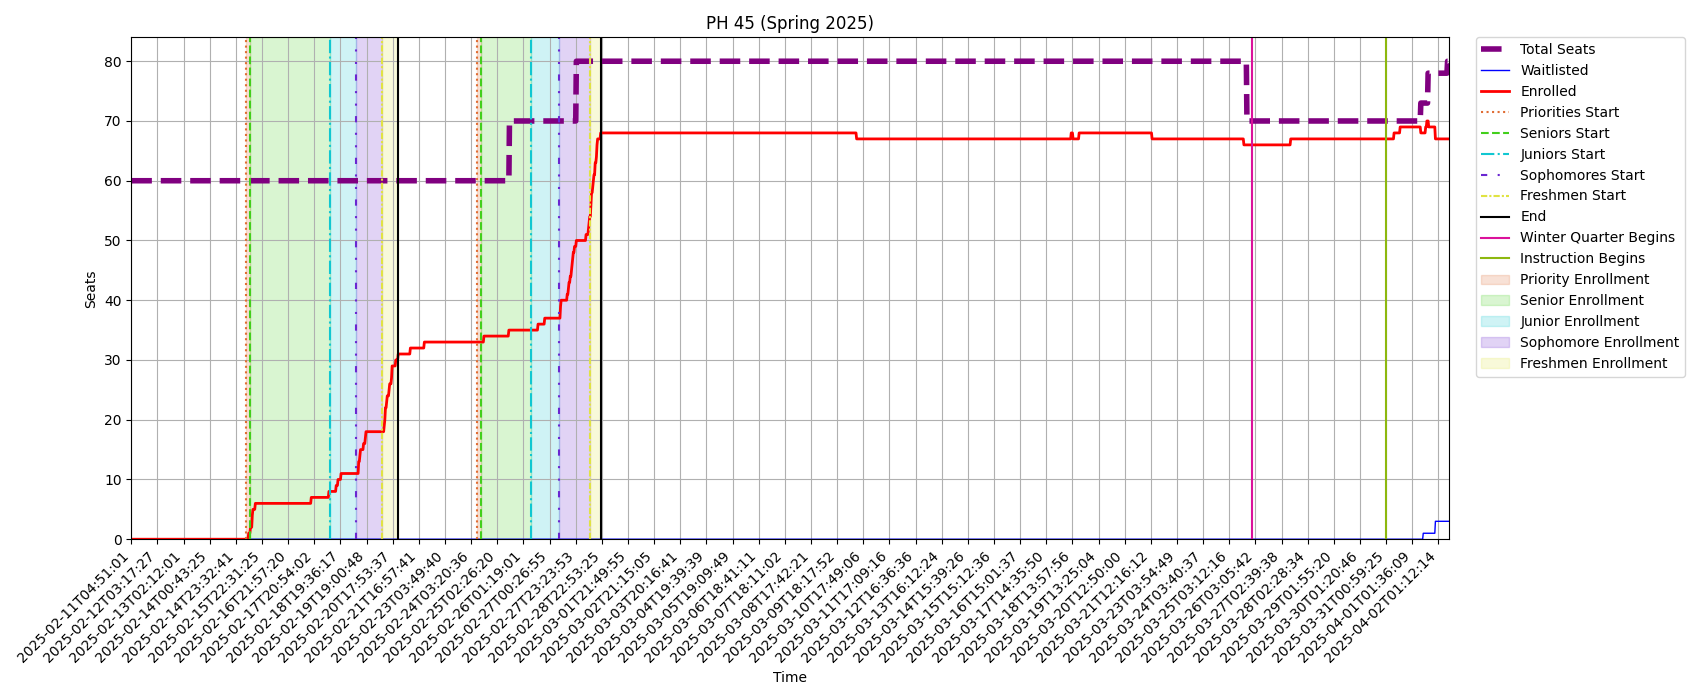 PH 45 (Spring 2025)
Seats
80
70
60
50
40
30
20
10
0
2025-02-11T04:51:01
2025-02-12T03:17:27
2025-02-13T02:12:01
2025-02-14T00:43:25
2025-02-14T23:32:41
2025-02-15T22:31:25
2025-02-16T21:57:20
2025-02-17T20:54:02
2025-02-18T19:36:17
2025-02-19T19:00:48
2025-02-20T17:53:37
2025-02-21T16:57:41
2025-02-24T03:49:40
2025-02-25T02:26:20
2025-02-26T01:19:01
2025-02-27T00:26:55
2025-02-27T23:23:53
2025-02-28T22:53:25
2025-03-01T21:49:55
2025-03-02T21:15:05
2025-03-03T20:16:41
2025-03-04T19:39:39
2025-03-05T19:09:49
2025-03-06T18:41:11
2025-03-07T18:11:02
2025-03-08T17:42:21
2025-03-09T18:17:52
2025-03-10T17:49:06
2025-03-11T17:09:16
2025-03-12T16:36:36
2025-03-13T16:12:24
2025-03-14T15:39:26
2025-03-15T15:12:36
2025-03-16T15:01:37
2025-03-17T14:35:50
2025-03-18T13:57:56
2025-03-19T13:25:04
2025-03-20T12:50:00
2025-03-21T12:16:12
2025-03-23T03:54:49
2025-03-24T03:40:37
2025-03-25T03:12:16
2025-03-26T03:05:42
2025-03-27T02:39:38
2025-03-28T02:28:34
2025-03-29T01:55:20
2025-03-30T01:20:46
2025-03-31T00:59:25
2025-04-01T01:36:09
2025-04-02T01:12:14
Time
Total Seats
Waitlisted
Enrolled
Priorities Start
Seniors Start
Juniors Start
Sophomores Start
Freshmen Start
End
Winter Quarter Begins
Instruction Begins
Priority Enrollment
Senior Enrollment
Junior Enrollment
Sophomore Enrollment
Freshmen Enrollment